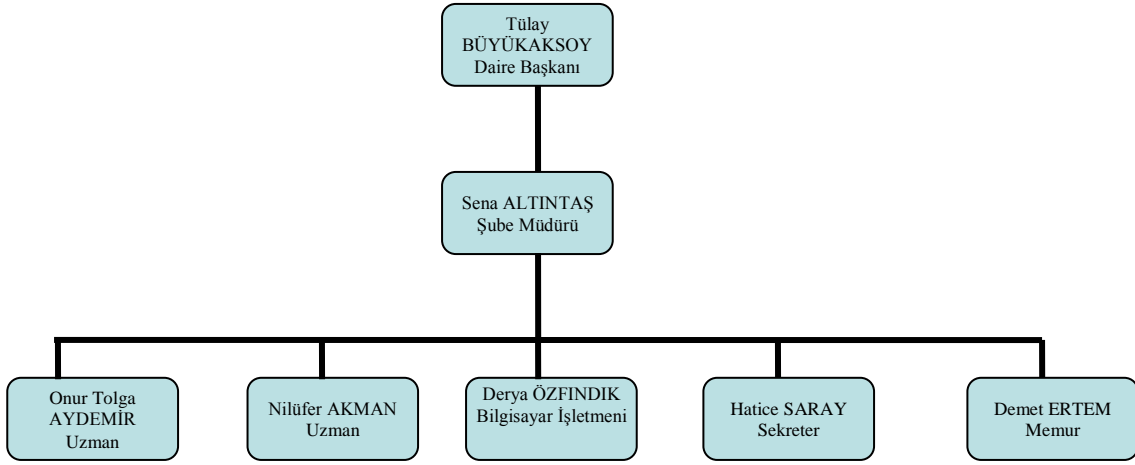 Tülay
BÜYÜKAKSOY
Daire Başkanı
Sena ALTINTAŞ
Şube Müdürü
Onur Tolga
AYDEMİR
Uzman
Nilüfer AKMAN
Uzman
Derya ÖZFINDIK
Bilgisayar İşletmeni
Hatice SARAY
Sekreter
Demet ERTEM
Memur